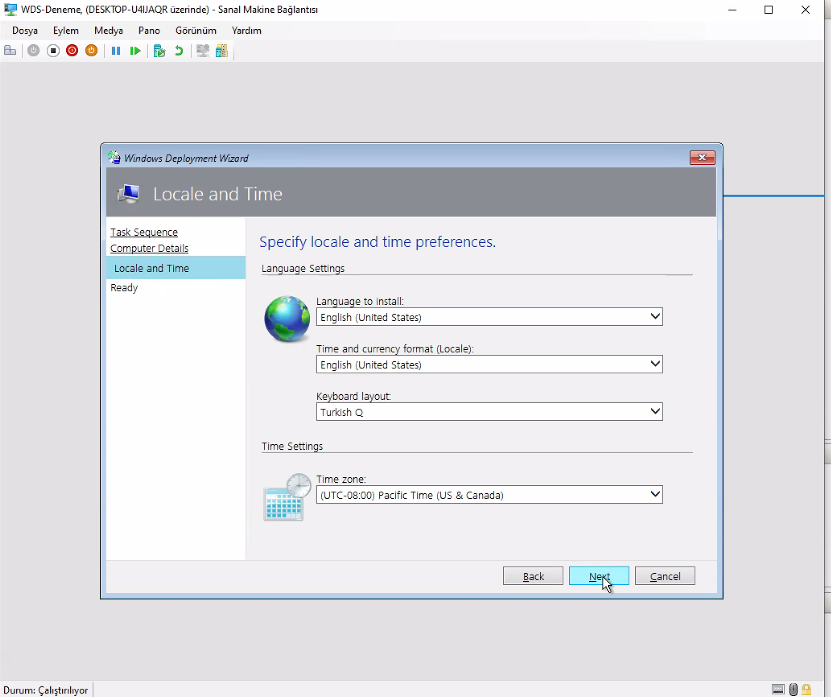 WDS-Deneme, (DESKTOP-U4IJAQR üzerinde) - Sanal Makine Bağlantısı
Dosya Eylem Medya Pano Görünüm Yardım
Windows Deployment Wizard
Locale and Time
Task Sequence
Computer Details
Locale and Time
Ready
Specify locale and time preferences.
Language Settings
Language to install:
English (United States)
Time and currency format (Locale):
English (United States)
Keyboard layout:
Turkish Q
Time Settings
Time zone:
(UTC-08:00) Pacific Time (US & Canada)
Back Next Cancel
Durum: Çalıştırılıyor